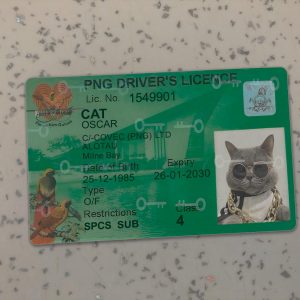 PNG DRIVER'S LICENCE
Lic. No. 1549901
CAT
OSCAR
C/-COVEC (PNG) LTD
ALOTAU
Milne Bay
Date of Birth Expiry
25-12-1985 26-01-2030
Type Clas
O/F 4
Restrictions
SPCS SUB